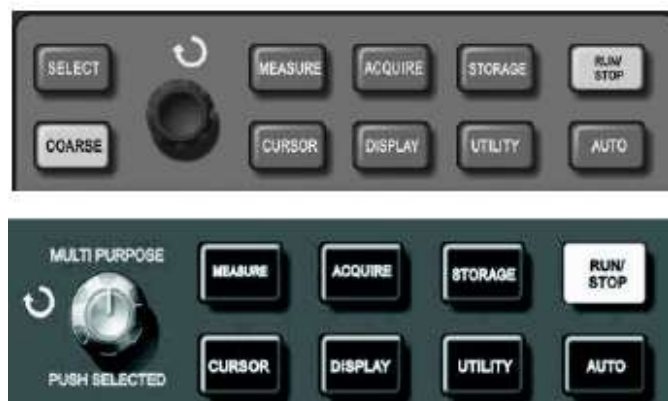 SELECT
MEASURE
ACQUIRE
STORAGE
RUN/
STOP
COARSE
CURSOR
DISPLAY
UTILITY
AUTO
MULTI PURPOSE
MEASURE
ACQUIRE
STORAGE
RUN/
STOP
PUSH SELECTED
CURSOR
DISPLAY
UTILITY
AUTO